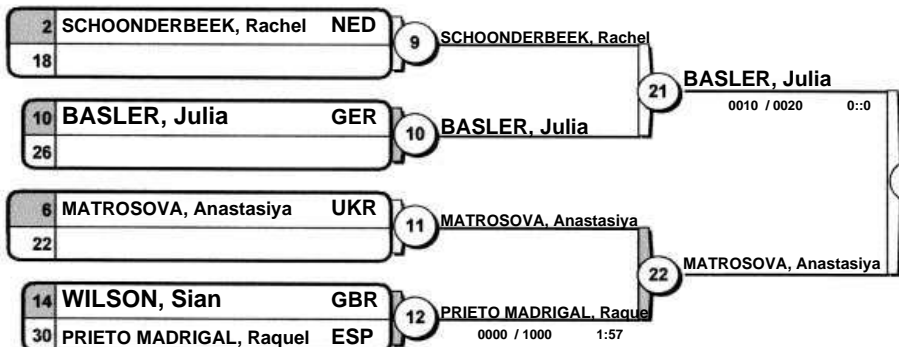 2 SCHOONDERBEEK, Rachel NED
18
9 SCHOONDERBEEK, Rachel
10 BASLER, Julia GER
26
10 BASLER, Julia
21 BASLER, Julia
0010 / 0020 0::0
6 MATROSOVA, Anastasiya UKR
22
11 MATROSOVA, Anastasiya
14 WILSON, Sian GBR
30 PRIETO MADRIGAL, Raquel ESP
12 PRIETO MADRIGAL, Raquel
0000 / 1000 1:57
22 MATROSOVA, Anastasiya